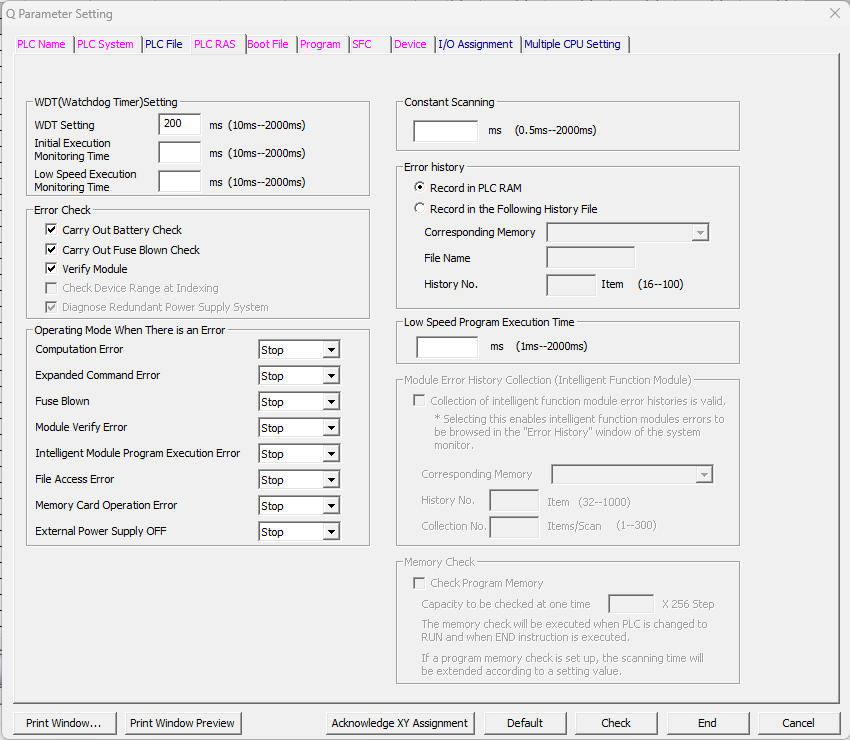 Q Parameter Setting
PLC Name
PLC System
PLC File
PLC RAS
Boot File
Program
SFC
Device
I/O Assignment
Multiple CPU Setting
WDT(Watchdog Timer)Setting
WDT Setting 200 ms (10ms--2000ms)
Initial Execution
Monitoring Time ms (10ms--2000ms)
Low Speed Execution
Monitoring Time ms (10ms--2000ms)
Error Check
Carry Out Battery Check
Carry Out Fuse Blown Check
Verify Module
Check Device Range at Indexing
Diagnose Redundant Power Supply System
Operating Mode When There is an Error
Computation Error Stop
Expanded Command Error Stop
Fuse Blown Stop
Module Verify Error Stop
Intelligent Module Program Execution Error Stop
File Access Error Stop
Memory Card Operation Error Stop
External Power Supply OFF Stop
Constant Scanning
ms (0.5ms--2000ms)
Error history
Record in PLC RAM
Record in the Following History File
Corresponding Memory
File Name
History No. Item (16--100)
Low Speed Program Execution Time
ms (1ms--2000ms)
Module Error History Collection (Intelligent Function Module)
Collection of intelligent function module error histories is valid.
* Selecting this enables intelligent function modules errors to
be browsed in the "Error History" window of the system
monitor.
Corresponding Memory
History No. Item (32--1000)
Collection No. Items/Scan (1--300)
Memory Check
Check Program Memory
Capacity to be checked at one time X 256 Step
The memory check will be executed when PLC is changed to
RUN and when END instruction is executed.
If a program memory check is set up, the scanning time will
be extended according to a setting value.
Print Window...
Print Window Preview
Acknowledge XY Assignment
Default
Check
End
Cancel